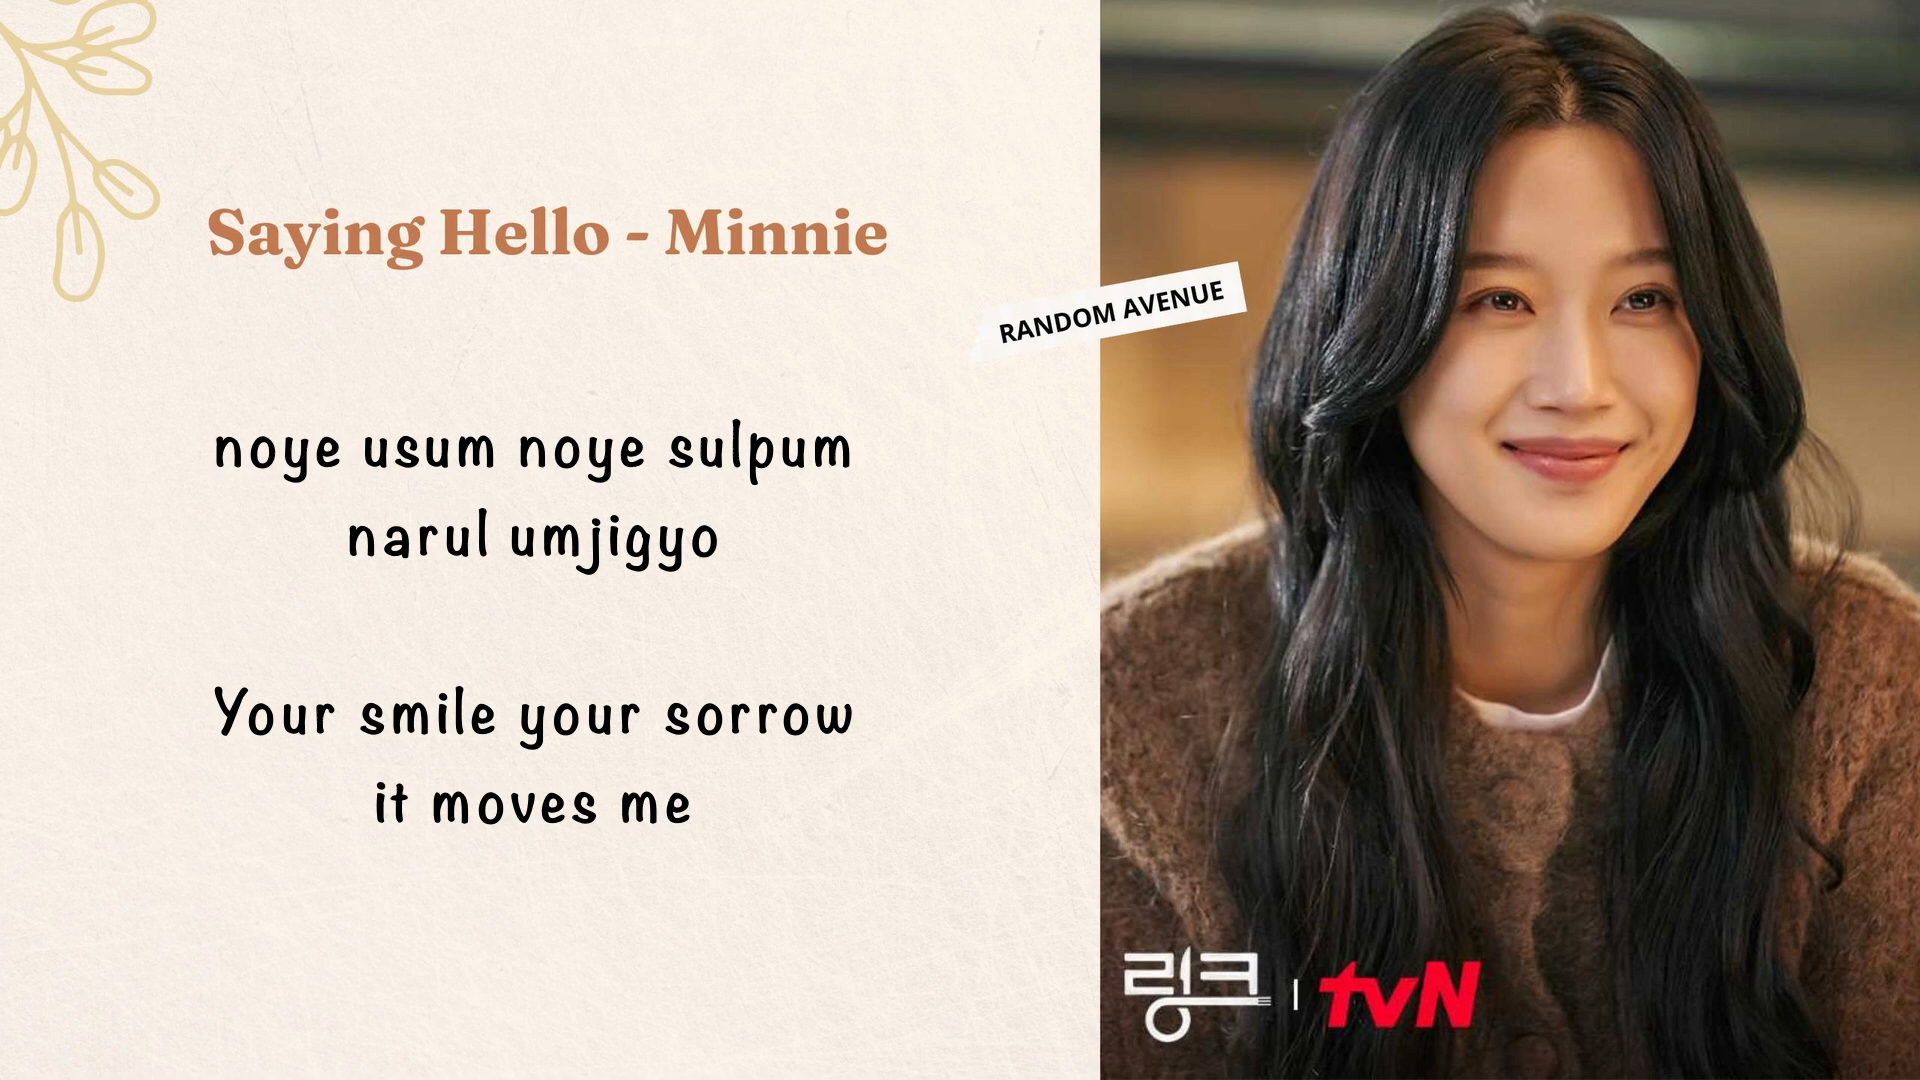 Saying Hello - Minnie
RANDOM AVENUE
noye usum noye sulpum
narul umjigyo
Your smile your sorrow
it moves me
링크 | tvN